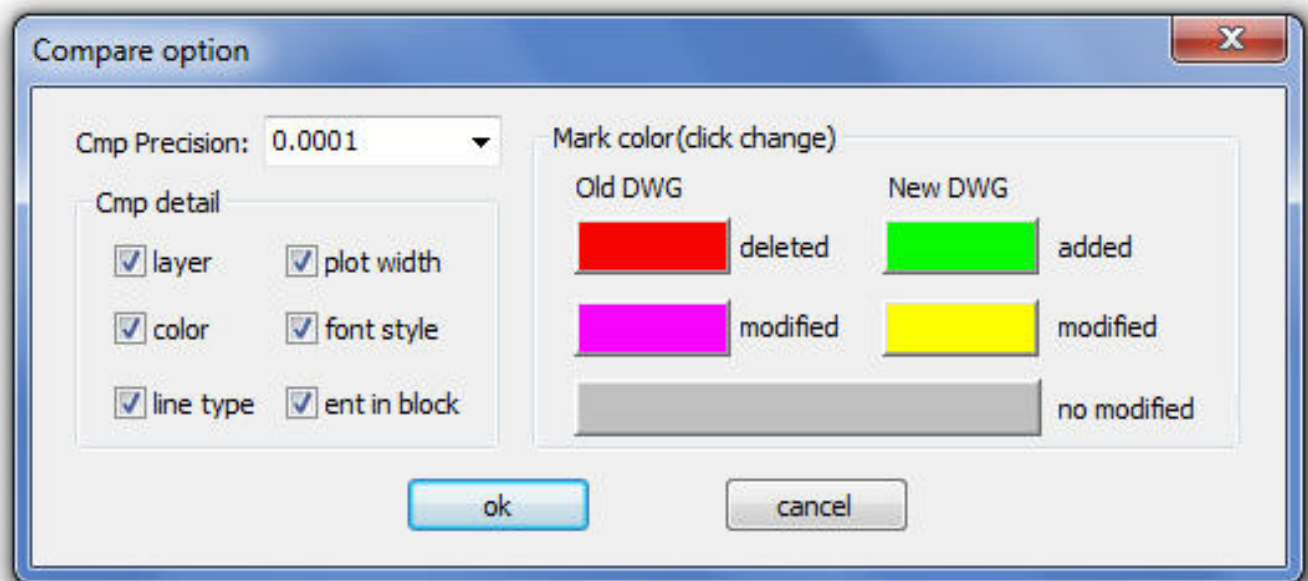 Compare option
X
Cmp Precision: 0.0001
Cmp detail
layer
plot width
color
font style
line type
ent in block
Mark color(click change)
Old DWG
New DWG
deleted
added
modified
modified
no modified
ok
cancel